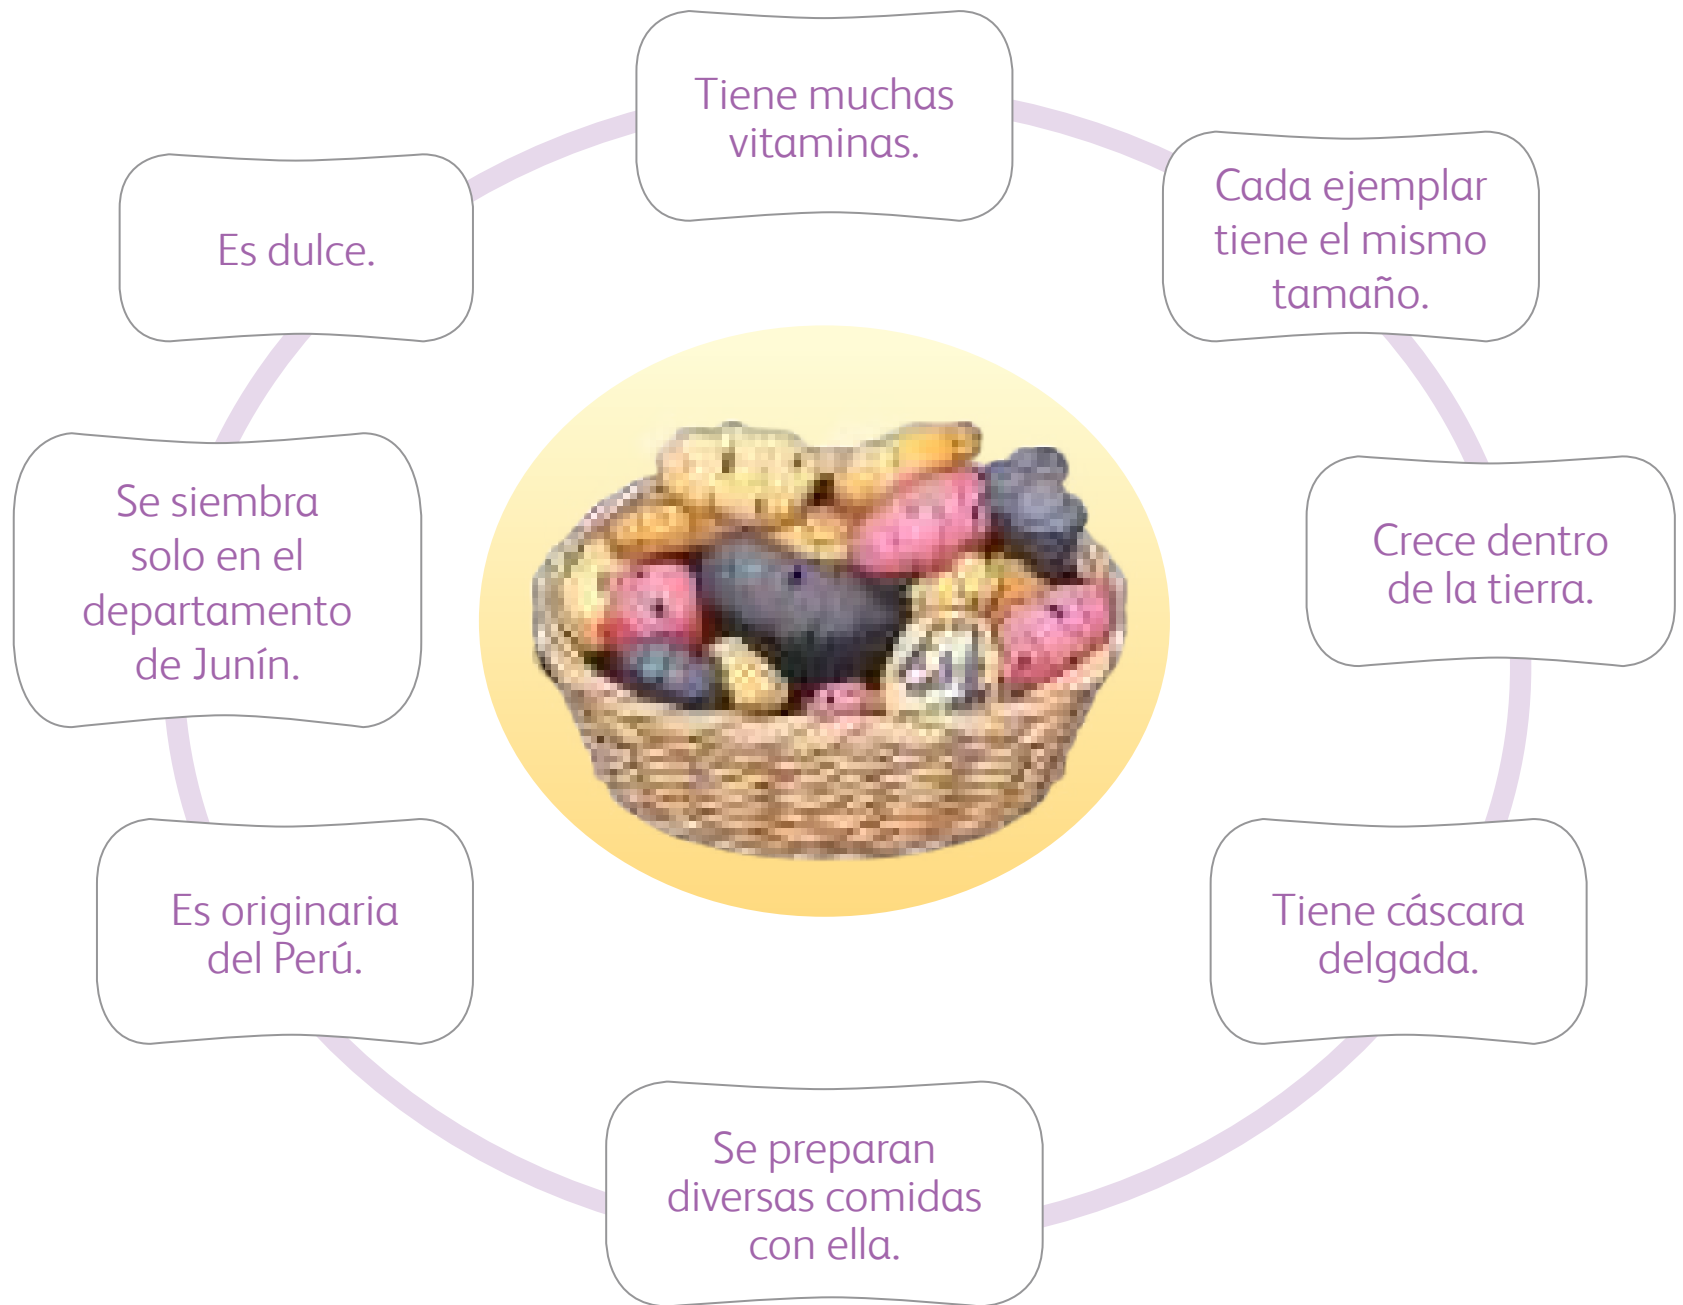 Tiene muchas
vitaminas.
Cada ejemplar
tiene el mismo
tamaño.
Crece dentro
de la tierra.
Tiene cáscara
delgada.
Se preparan
diversas comidas
con ella.
Es originaria
del Perú.
Se siembra
solo en el
departamento
de Junín.
Es dulce.